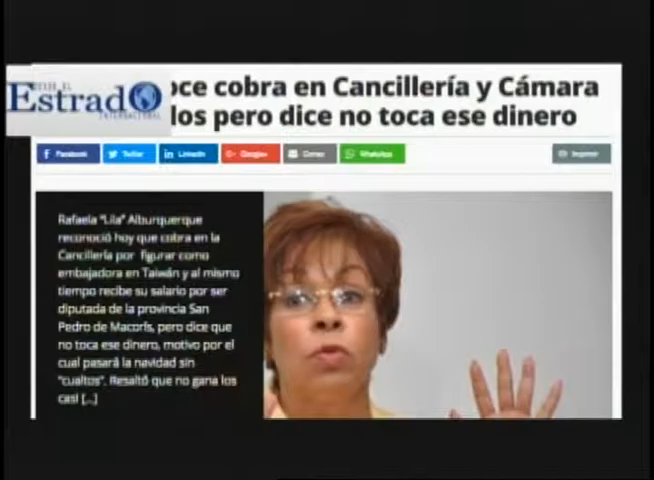 Estrado
INTERNACIONAL
oce cobra en Cancillería y Cámara
dos pero dice no toca ese dinero
Facebook
Twitter
LinkedIn
Google+
Correo
WhatsApp
Imprimir
Rafaela "Lila" Alburquerque
reconoció hoy que cobra en la
Cancillería por figurar como
embajadora en Taiwán y al mismo
tiempo recibe su salario por ser
diputada de la provincia San
Pedro de Macorís, pero dice que
no toca ese dinero, motivo por el
cual pasará la navidad sin
"cualtos". Resaltó que no gana los
casi [...]